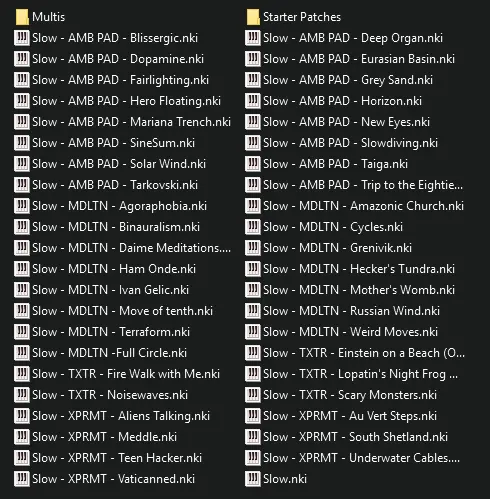 Multis
Starter Patches
Slow - AMB PAD - Blissergic.nki
Slow - AMB PAD - Deep Organ.nki
Slow - AMB PAD - Dopamine.nki
Slow - AMB PAD - Eurasian Basin.nki
Slow - AMB PAD - Fairlighting.nki
Slow - AMB PAD - Grey Sand.nki
Slow - AMB PAD - Hero Floating.nki
Slow - AMB PAD - Horizon.nki
Slow - AMB PAD - Mariana Trench.nki
Slow - AMB PAD - New Eyes.nki
Slow - AMB PAD - SineSum.nki
Slow - AMB PAD - Slowdiving.nki
Slow - AMB PAD - Solar Wind.nki
Slow - AMB PAD - Taiga.nki
Slow - AMB PAD - Tarkovski.nki
Slow - AMB PAD - Trip to the Eightie...
Slow - MDLTN - Agoraphobia.nki
Slow - MDLTN - Amazonic Church.nki
Slow - MDLTN - Binauralism.nki
Slow - MDLTN - Cycles.nki
Slow - MDLTN - Daime Meditations....
Slow - MDLTN - Grenivik.nki
Slow - MDLTN - Ham Onde.nki
Slow - MDLTN - Hecker's Tundra.nki
Slow - MDLTN - Ivan Gelic.nki
Slow - MDLTN - Mother's Womb.nki
Slow - MDLTN - Move of tenth.nki
Slow - MDLTN - Russian Wind.nki
Slow - MDLTN - Terraform.nki
Slow - MDLTN - Weird Moves.nki
Slow - MDLTN -Full Circle.nki
Slow - TXTR - Einstein on a Beach (O...
Slow - TXTR - Fire Walk with Me.nki
Slow - TXTR - Lopatin's Night Frog ...
Slow - TXTR - Noisewaves.nki
Slow - TXTR - Scary Monsters.nki
Slow - XPRMT - Aliens Talking.nki
Slow - XPRMT - Au Vert Steps.nki
Slow - XPRMT - Meddle.nki
Slow - XPRMT - South Shetland.nki
Slow - XPRMT - Teen Hacker.nki
Slow - XPRMT - Underwater Cables....
Slow - XPRMT - Vaticanned.nki
Slow.nki